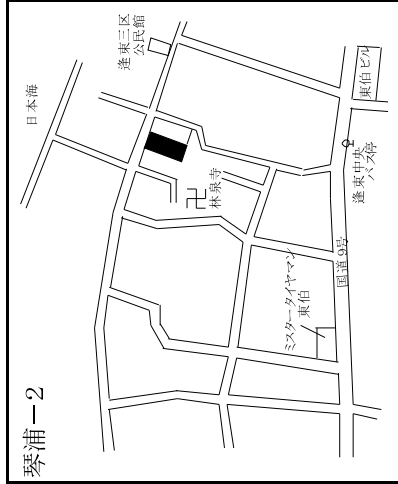 琴浦－2
日本海
逢東三区
公民館
林泉寺
東伯ビル
逢東中央
バス停
国道9号
ミスタータイヤマン
東伯